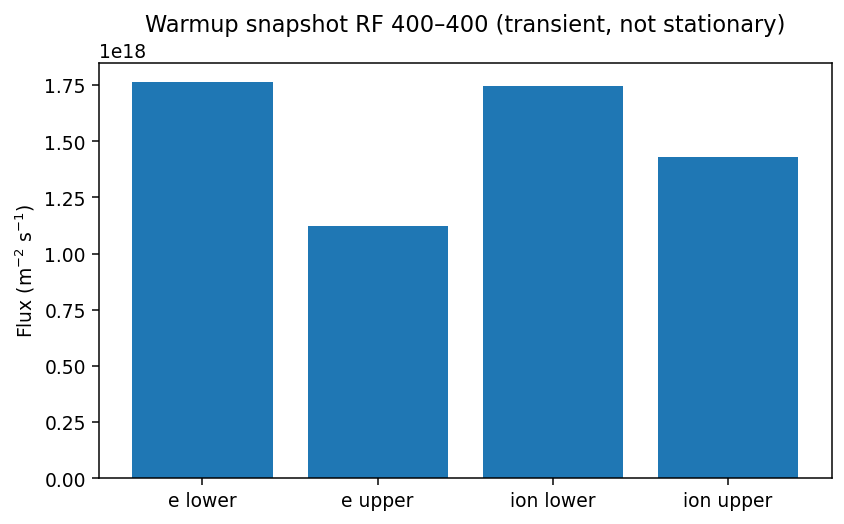 Warmup snapshot RF 400–400 (transient, not stationary)
1e18
1.75
1.50
1.25
1.00
0.75
0.50
0.25
0.00
Flux (m⁻² s⁻¹)
e lower
e upper
ion lower
ion upper